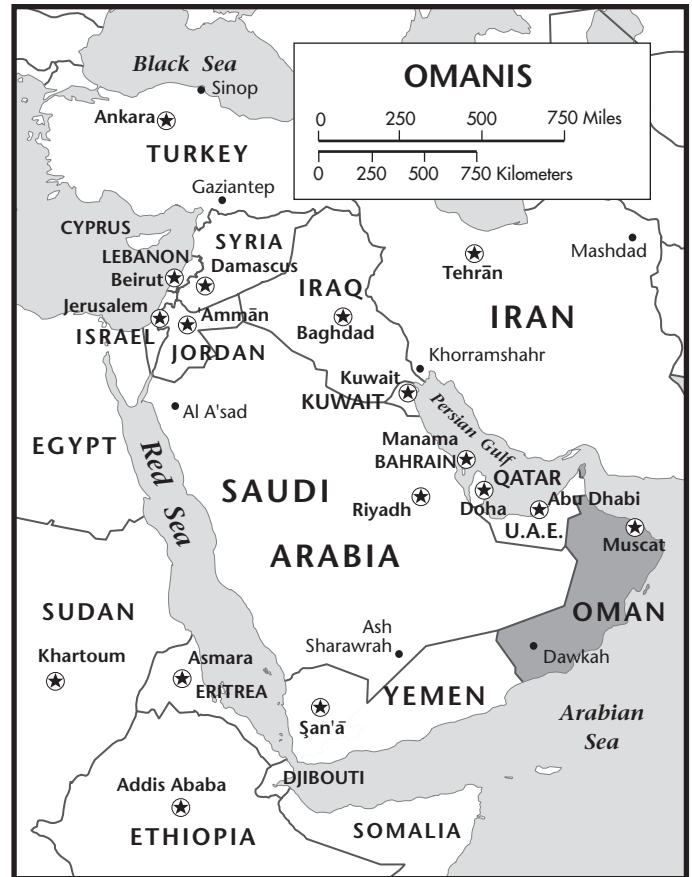 OMANIS
0 250 500 750 Miles
0 250 500 750 Kilometers
Black Sea
Sinop
Ankara
TURKEY
Gaziantep
CYPRUS
SYRIA
LEBANON
Damascus
Beirut
Mashdad
Tehrān
IRAQ
Jerusalem
'Ammān
IRAN
Baghdad
ISRAEL
JORDAN
Khorramshahr
Kuwait
KUWAIT
Al A'sad
Persian Gulf
EGYPT
Red Sea
Manama
BAHRAIN
QATAR
SAUDI
Abu Dhabi
Riyadh
Doha
U.A.E.
Muscat
ARABIA
SUDAN
OMAN
Ash
Sharawrah
Dawkah
Khartoum
Asmara
ERITREA
YEMEN
Şan'ā
Arabian
Sea
DJIBOUTI
Addis Ababa
ETHIOPIA
SOMALIA